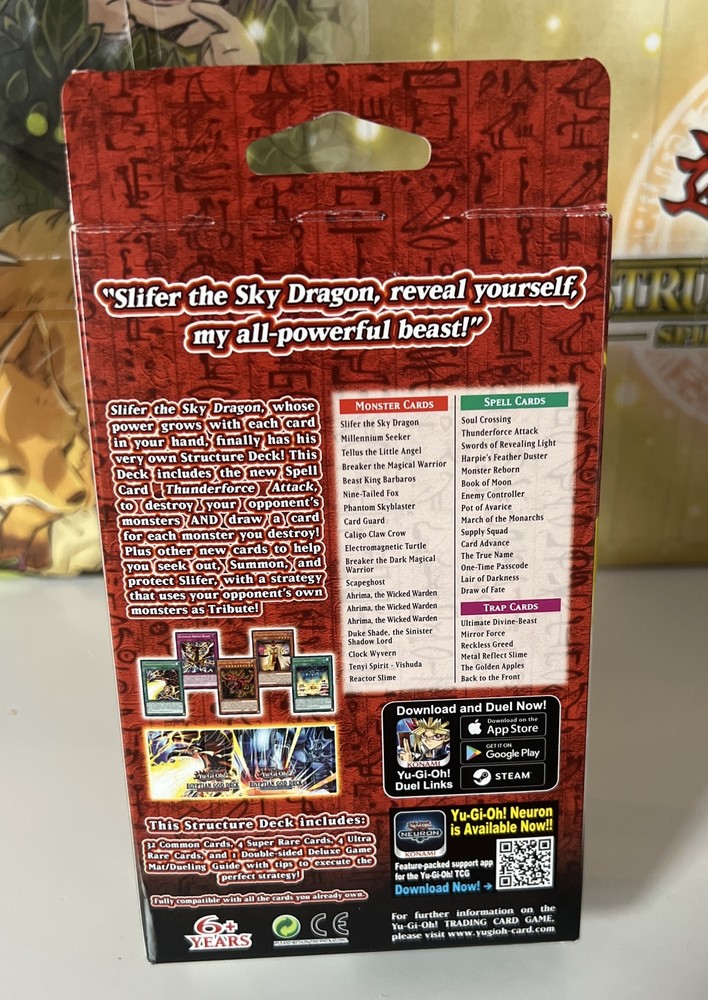 "Slifer the Sky Dragon, reveal yourself,
my all-powerful beast!"
Slifer the Sky Dragon, whose
power grows with each card
in your hand, finally has his
very own Structure Deck! This
Deck includes the new Spell
Card Thunderforce Attack,
to destroy your opponent's
monsters AND draw a card
for each monster you destroy!
Plus other new cards to help
you seek out, Summon, and
protect Slifer, with a strategy
that uses your opponent's own
monsters as Tribute!
MONSTER CARDS
Slifer the Sky Dragon
Millennium Seeker
Tellus the Little Angel
Breaker the Magical Warrior
Beast King Barbaros
Nine-Tailed Fox
Phantom Skyblaster
Card Guard
Caligo Claw Crow
Electromagnetic Turtle
Breaker the Dark Magical
Warrior
Scapeghost
Ahrima, the Wicked Warden
Ahrima, the Wicked Warden
Ahrima, the Wicked Warden
Duke Shade, the Sinister
Shadow Lord
Clock Wyvern
Tenyi Spirit - Vishuda
Reactor Slime
SPELL CARDS
Soul Crossing
Thunderforce Attack
Swords of Revealing Light
Harpie's Feather Duster
Monster Reborn
Book of Moon
Enemy Controller
Pot of Avarice
March of the Monarchs
Supply Squad
Card Advance
The True Name
One-Time Passcode
Lair of Darkness
Draw of Fate
TRAP CARDS
Ultimate Divine-Beast
Mirror Force
Reckless Greed
Metal Reflect Slime
The Golden Apples
Back to the Front
Yu-Gi-Oh!
EGYPTIAN GOD DECK
Yu-Gi-Oh!
EGYPTIAN GOD DECK
Download and Duel Now!
KONAMI
Yu-Gi-Oh!
Duel Links
Download on the
App Store
GET IT ON
Google Play
STEAM
This Structure Deck includes:
32 Common Cards, 4 Super Rare Cards, 4 Ultra
Rare Cards, and 1 Double-sided Deluxe Game
Mat/Dueling Guide with tips to execute the
perfect strategy!
Fully compatible with all the cards you already own.
NEURON
KONAMI
Yu-Gi-Oh! Neuron
is Available Now!!
Feature-packed support app
for the Yu-Gi-Oh! TCG
Download Now! →
6+
YEARS
CE
For further information on the
Yu-Gi-Oh! TRADING CARD GAME,
please visit www.yugioh-card.com